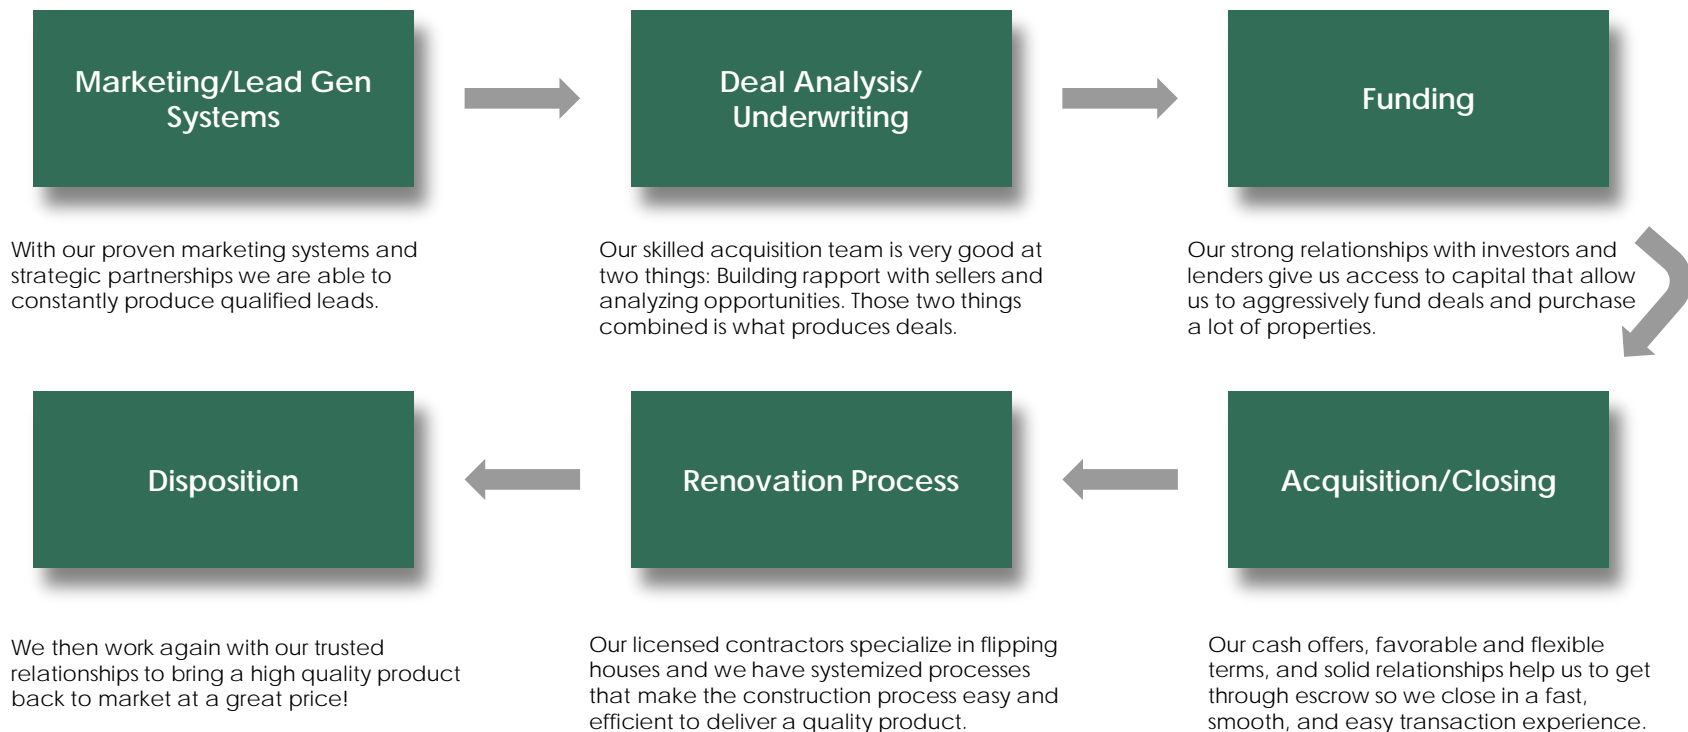 Marketing/Lead Gen
Systems
Deal Analysis/
Underwriting
Funding
With our proven marketing systems and
strategic partnerships we are able to
constantly produce qualified leads.
Our skilled acquisition team is very good at
two things: Building rapport with sellers and
analyzing opportunities. Those two things
combined is what produces deals.
Our strong relationships with investors and
lenders give us access to capital that allow
us to aggressively fund deals and purchase
a lot of properties.
Disposition
Renovation Process
Acquisition/Closing
We then work again with our trusted
relationships to bring a high quality product
back to market at a great price!
Our licensed contractors specialize in flipping
houses and we have systemized processes
that make the construction process easy and
efficient to deliver a quality product.
Our cash offers, favorable and flexible
terms, and solid relationships help us to get
through escrow so we close in a fast,
smooth, and easy transaction experience.